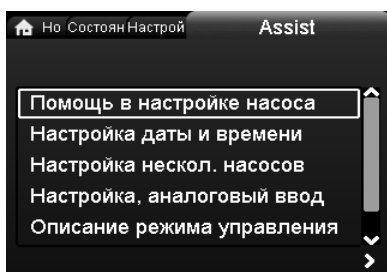 Но Состоян Настрой Assist
Помощь в настройке насоса
Настройка даты и времени
Настройка нескол. насосов
Настройка, аналоговый ввод
Описание режима управления